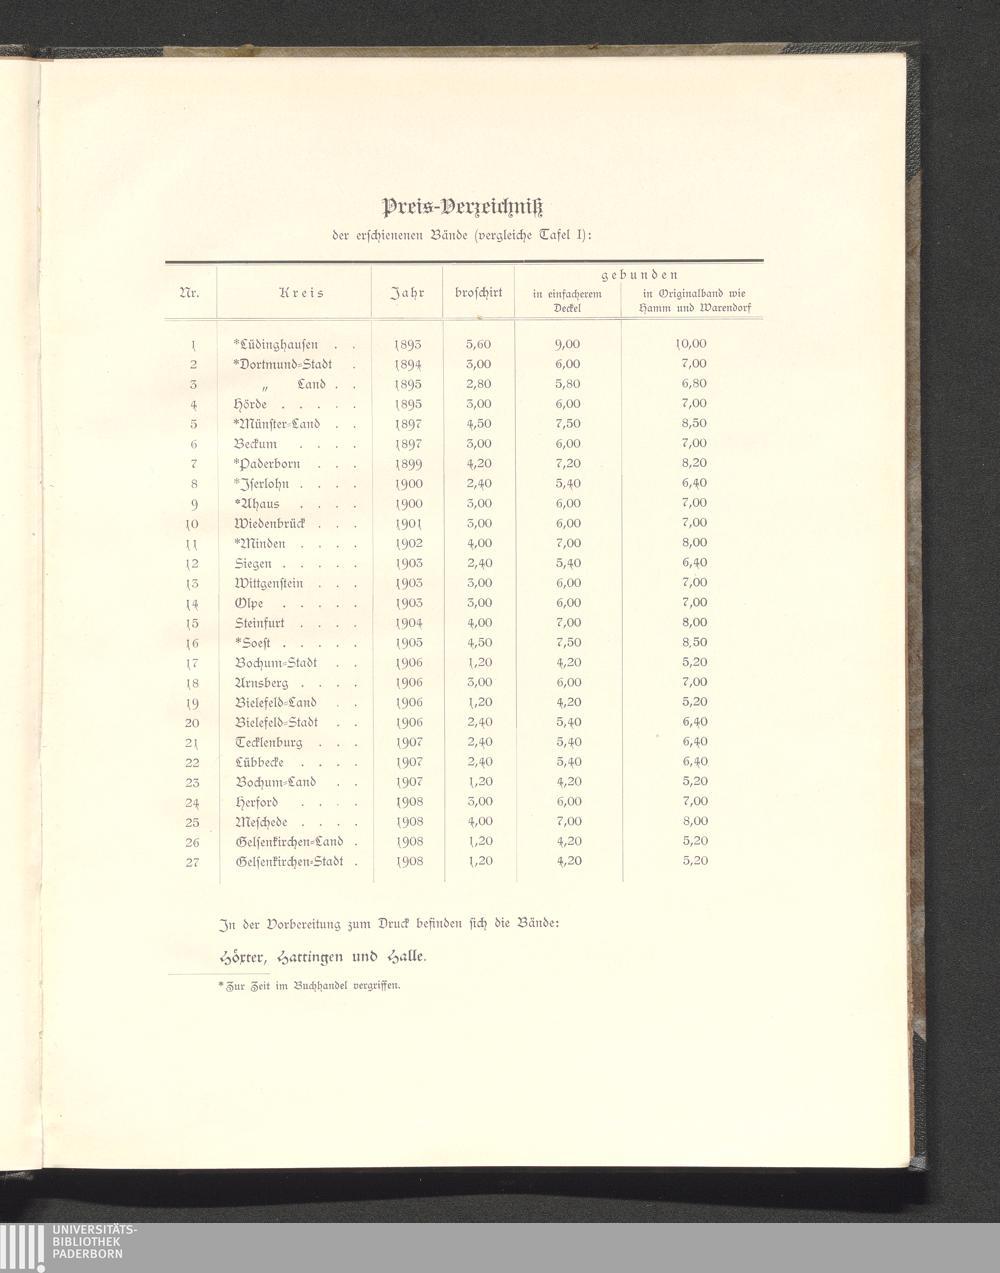 Preis-Verzeichniß
der erschienenen Bände (vergleiche Tafel I):
Nr. Kreis Jahr broschirt gebunden
in einfacherem Deckel in Originalband wie Hamm und Warendorf
1 *Lüdinghausen . . 1893 5,60 9,00 10,00
2 *Dortmund-Stadt . 1894 3,00 6,00 7,00
3 „ Land . . 1895 2,80 5,80 6,80
4 Hörde . . . . . 1895 3,00 6,00 7,00
5 *Münster-Land . . 1897 4,50 7,50 8,50
6 Beckum . . . . 1897 3,00 6,00 7,00
7 *Paderborn . . . 1899 4,20 7,20 8,20
8 *Iserlohn . . . . 1900 2,40 5,40 6,40
9 *Ahaus . . . . 1900 3,00 6,00 7,00
10 Wiedenbrück . . . 1901 3,00 6,00 7,00
11 *Minden . . . . 1902 4,00 7,00 8,00
12 Siegen . . . . . 1903 2,40 5,40 6,40
13 Wittgenstein . . . 1903 3,00 6,00 7,00
14 Olpe . . . . . 1903 3,00 6,00 7,00
15 Steinfurt . . . . 1904 4,00 7,00 8,00
16 *Soest . . . . . 1905 4,50 7,50 8,50
17 Bochum-Stadt . . 1906 1,20 4,20 5,20
18 Arnsberg . . . . 1906 3,00 6,00 7,00
19 Bielefeld-Land . . 1906 1,20 4,20 5,20
20 Bielefeld-Stadt . . 1906 2,40 5,40 6,40
21 Tecklenburg . . . 1907 2,40 5,40 6,40
22 Lübbecke . . . . 1907 2,40 5,40 6,40
23 Bochum-Land . . 1907 1,20 4,20 5,20
24 Herford . . . . 1908 3,00 6,00 7,00
25 Meschede . . . . 1908 4,00 7,00 8,00
26 Gelsenkirchen-Land . 1908 1,20 4,20 5,20
27 Gelsenkirchen-Stadt . 1908 1,20 4,20 5,20
In der Vorbereitung zum Druck befinden sich die Bände:
Höxter, Hattingen und Halle.
* Zur Zeit im Buchhandel vergriffen.
UNIVERSITÄTS-
BIBLIOTHEK
PADERBORN